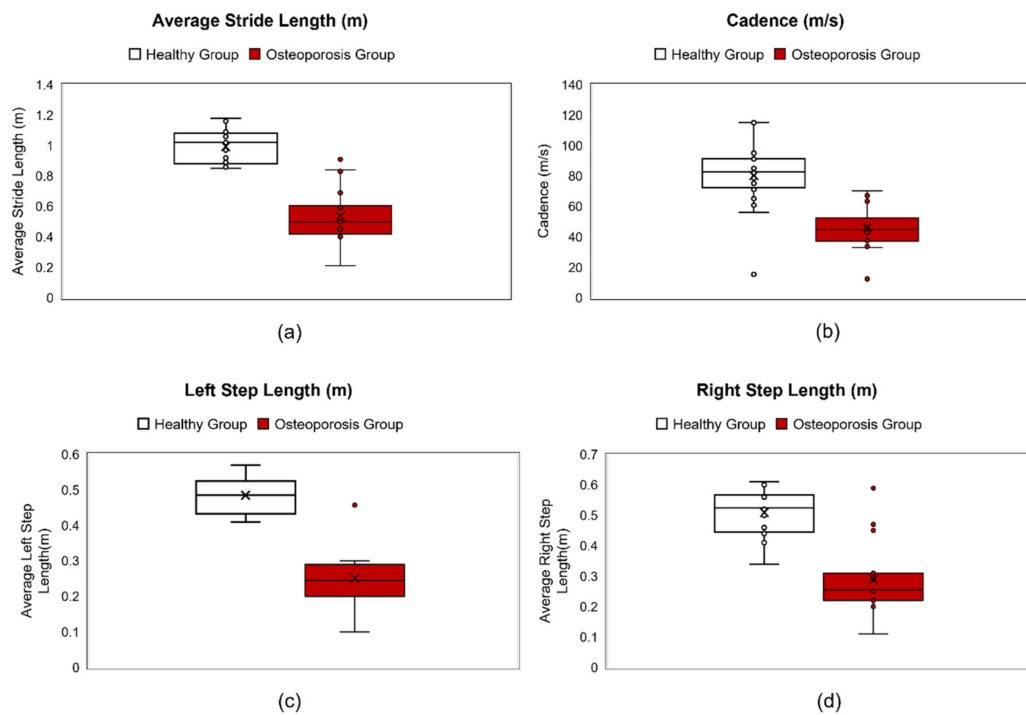 Average Stride Length (m)
Healthy Group Osteoporosis Group
Average Stride Length (m)
1.4
1.2
1
0.8
0.6
0.4
0.2
0
(a)
Cadence (m/s)
Healthy Group Osteoporosis Group
Cadence (m/s)
140
120
100
80
60
40
20
0
(b)
Left Step Length (m)
Healthy Group Osteoporosis Group
Average Left Step
Length(m)
0.6
0.5
0.4
0.3
0.2
0.1
0
(c)
Right Step Length (m)
Healthy Group Osteoporosis Group
Average Right Step
Length(m)
0.7
0.6
0.5
0.4
0.3
0.2
0.1
0
(d)